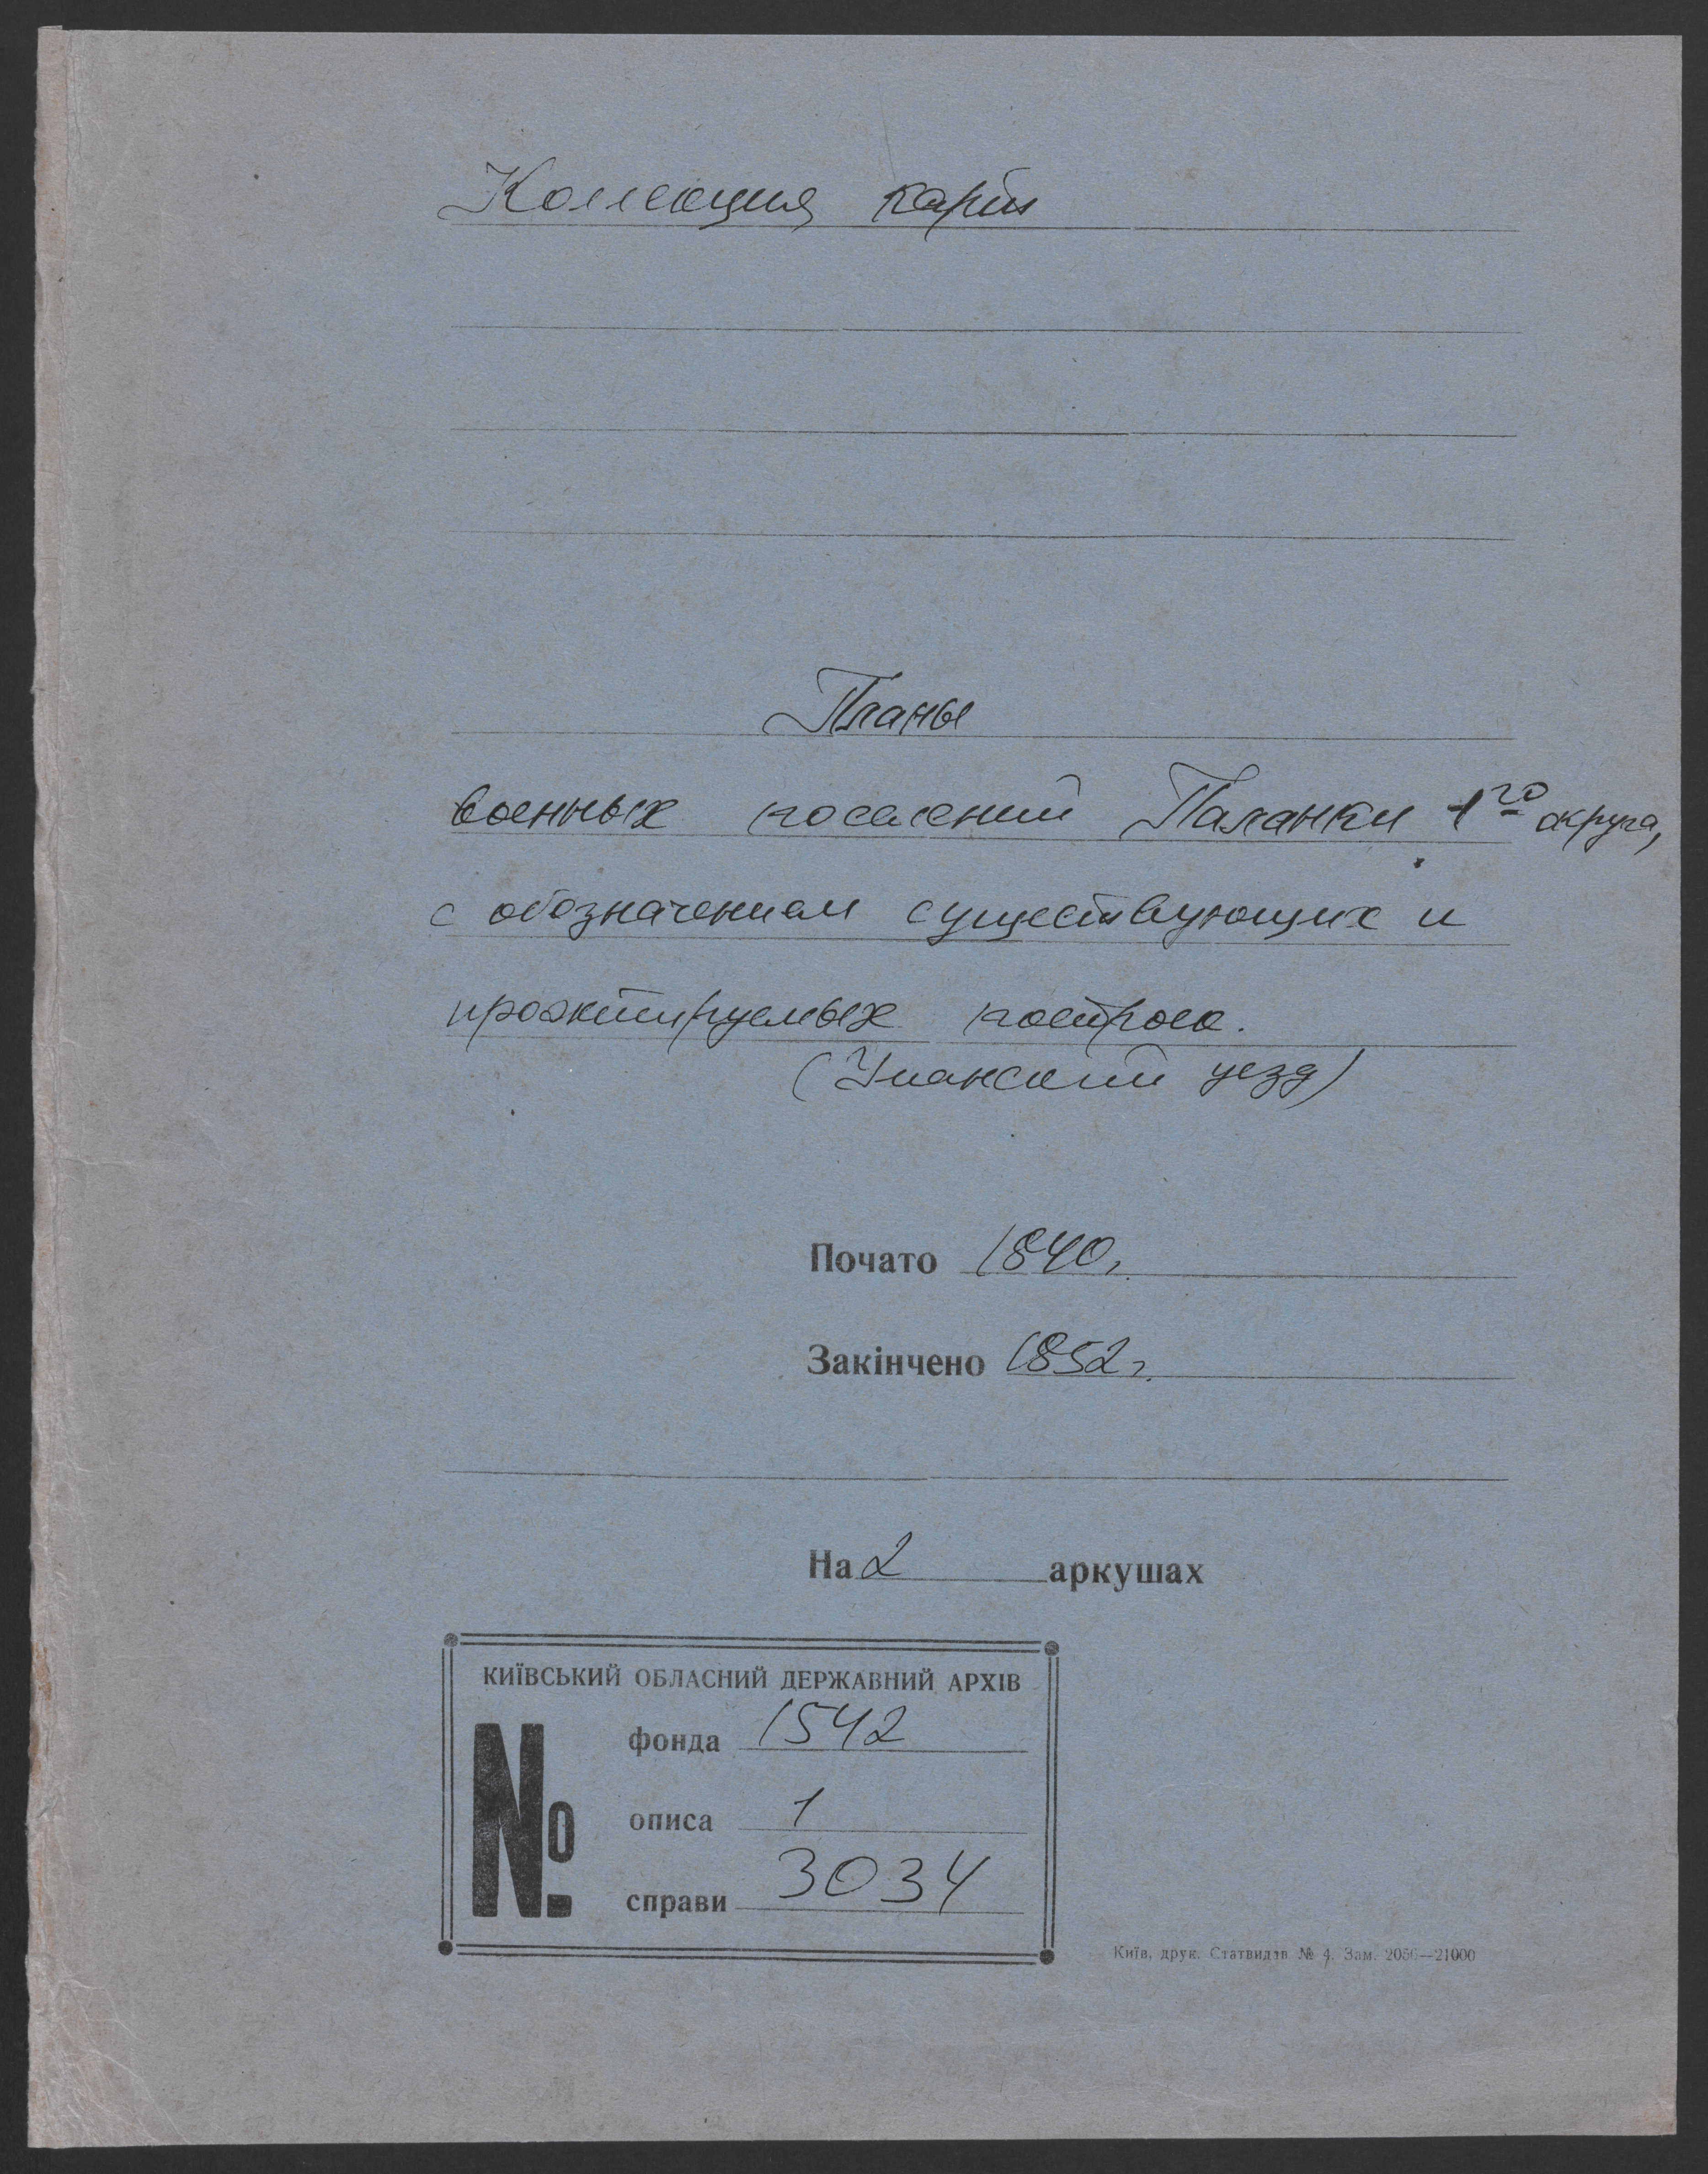 Коллекция карт
Планы
военных поселений Паланки 1го округа,
с обозначением существующих и
проэктируемых построек.
(Уманский уезд)
Почато 1840 г.
Закінчено 1852 г.
На 2 аркушах
КИЇВСЬКИЙ ОБЛАСНИЙ ДЕРЖАВНИЙ АРХІВ
№
фонда 1542
описа 1
справи 3034
Київ, друк. Статвидав № 4. Зам. 2056—21000